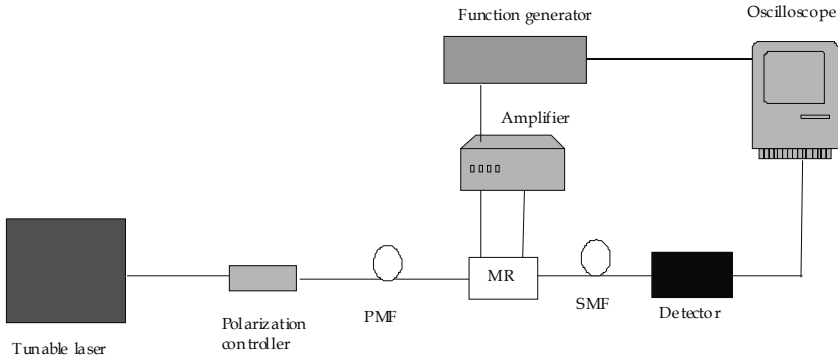 Function generator
Oscilloscope
Amplifier
MR
PMF
SMF
Polarization
controller
Detector
Tunable laser